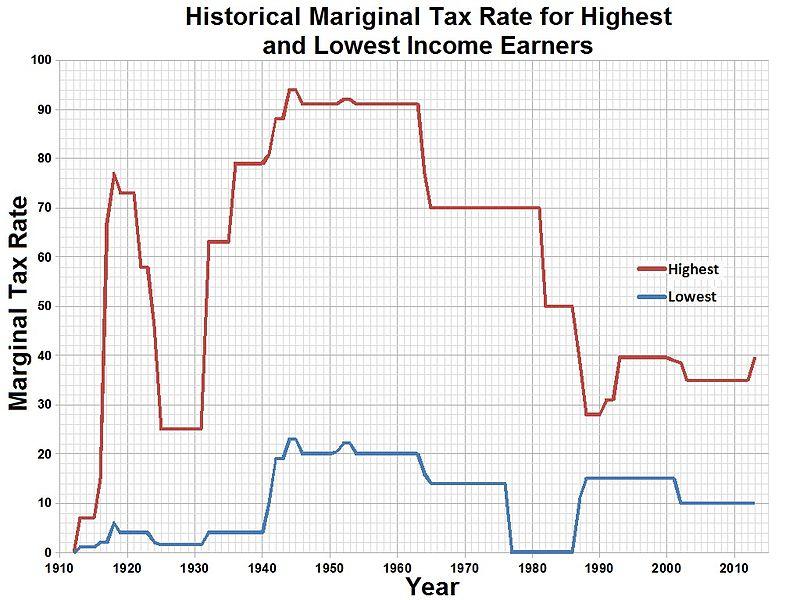 Historical Mariginal Tax Rate for Highest
and Lowest Income Earners
Marginal Tax Rate
100
90
80
70
60
50
40
30
20
10
0
Highest
Lowest
1910 1920 1930 1940 1950 1960 1970 1980 1990 2000 2010
Year